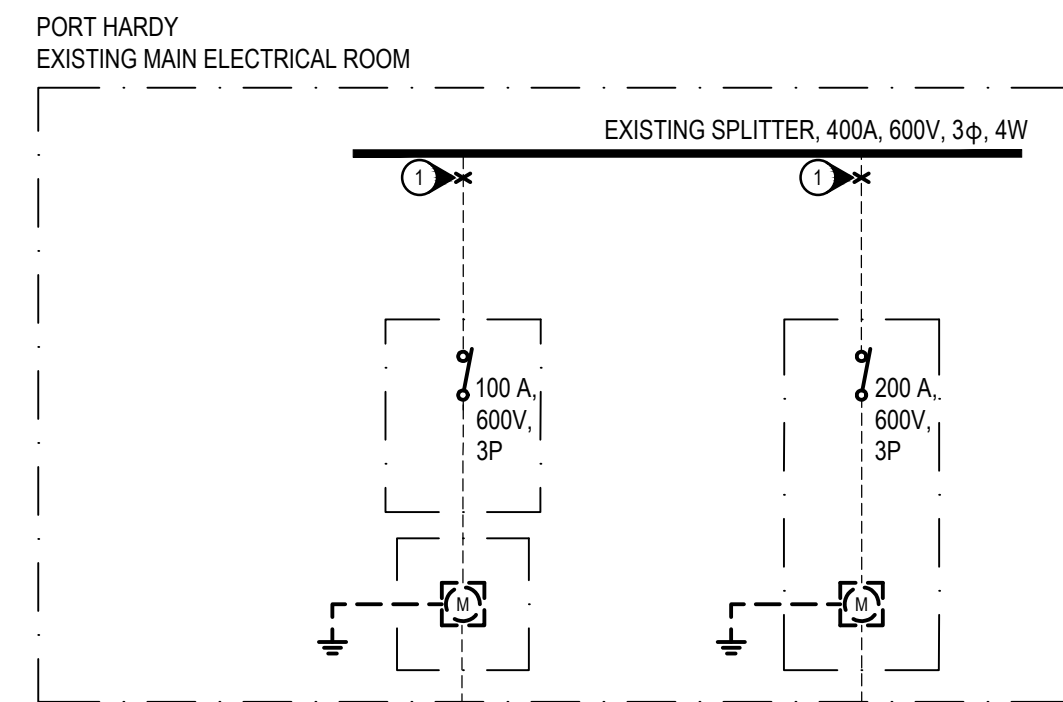 PORT HARDY
EXISTING MAIN ELECTRICAL ROOM
EXISTING SPLITTER, 400A, 600V, 3ϕ, 4W
1
1
100 A,
600V,
3P
200 A,
600V,
3P
M
M